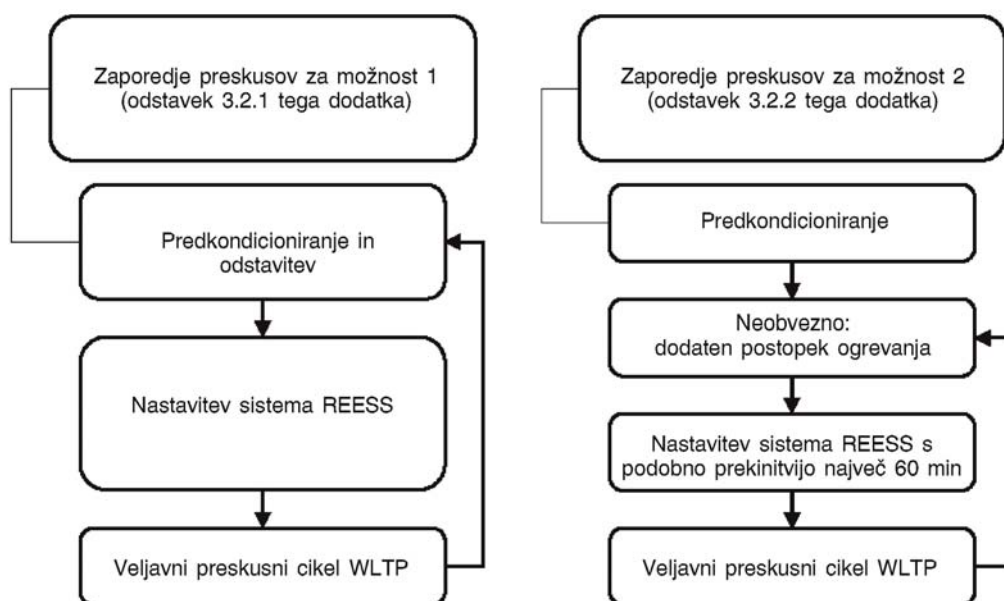 Zaporedje preskusov za možnost 1
(odstavek 3.2.1 tega dodatka)
Predkondicioniranje in
odstavitev
Nastavitev sistema REESS
Veljavni preskusni cikel WLTP
Zaporedje preskusov za možnost 2
(odstavek 3.2.2 tega dodatka)
Predkondicioniranje
Neobvezno:
dodaten postopek ogrevanja
Nastavitev sistema REESS s
podobno prekinitvijo največ 60 min
Veljavni preskusni cikel WLTP